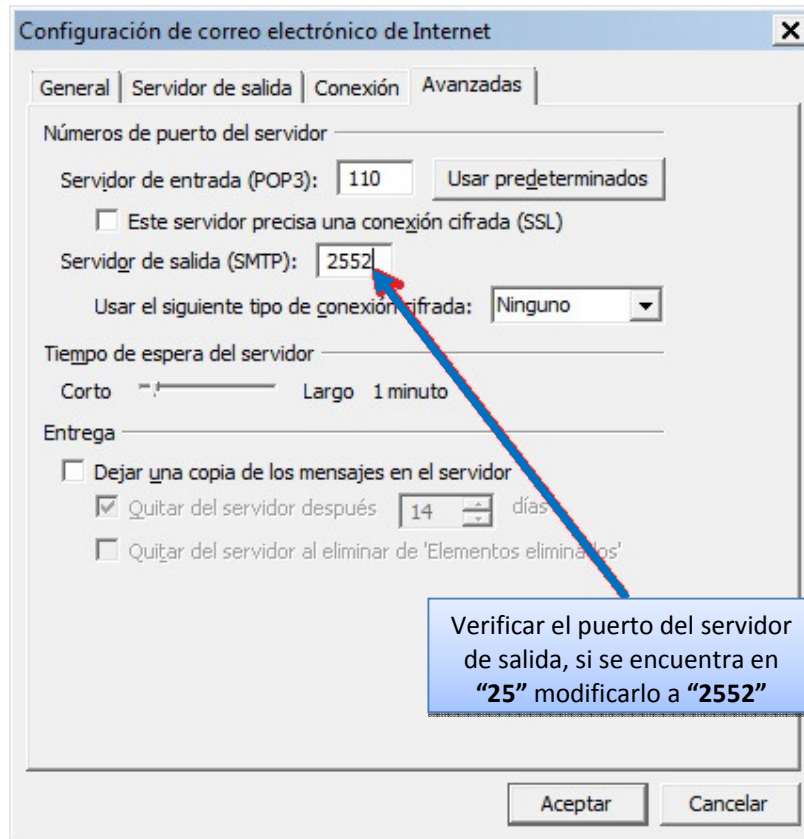 Configuración de correo electrónico de Internet
General Servidor de salida Conexión Avanzadas
Números de puerto del servidor
Servidor de entrada (POP3): 110 Usar predeterminados
Este servidor precisa una conexión cifrada (SSL)
Servidor de salida (SMTP): 2552
Usar el siguiente tipo de conexión cifrada: Ninguno
Tiempo de espera del servidor
Corto Largo 1 minuto
Entrega
Dejar una copia de los mensajes en el servidor
Quitar del servidor después 14 días
Quitar del servidor al eliminar de 'Elementos eliminados'
Verificar el puerto del servidor
de salida, si se encuentra en
“25” modificarlo a “2552”
Aceptar Cancelar